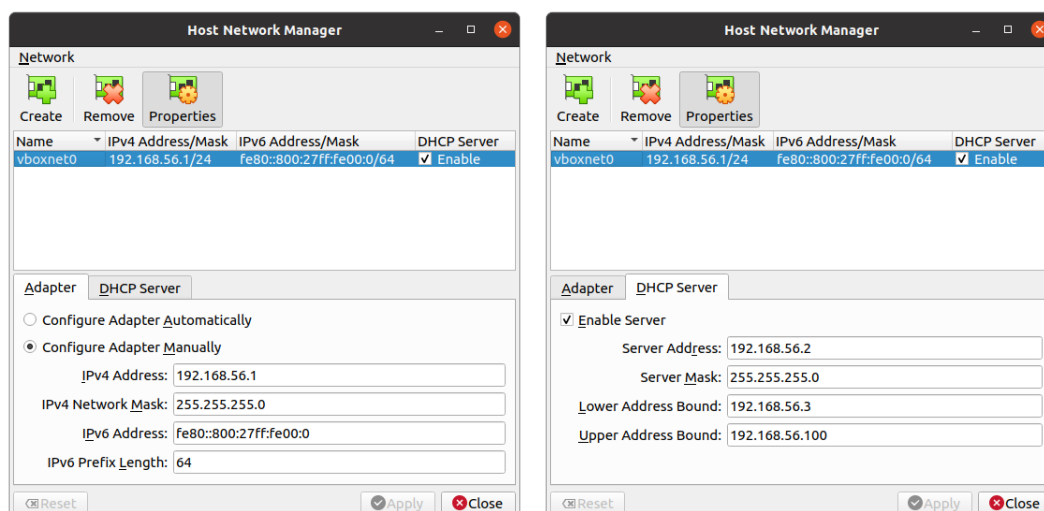 Host Network Manager
Network
Create Remove Properties
Name IPv4 Address/Mask IPv6 Address/Mask DHCP Server
vboxnet0 192.168.56.1/24 fe80::800:27ff:fe00:0/64 Enable
Adapter DHCP Server
Configure Adapter Automatically
Configure Adapter Manually
IPv4 Address: 192.168.56.1
IPv4 Network Mask: 255.255.255.0
IPv6 Address: fe80::800:27ff:fe00:0
IPv6 Prefix Length: 64
Reset Apply Close
Host Network Manager
Network
Create Remove Properties
Name IPv4 Address/Mask IPv6 Address/Mask DHCP Server
vboxnet0 192.168.56.1/24 fe80::800:27ff:fe00:0/64 Enable
Adapter DHCP Server
Enable Server
Server Address: 192.168.56.2
Server Mask: 255.255.255.0
Lower Address Bound: 192.168.56.3
Upper Address Bound: 192.168.56.100
Reset Apply Close